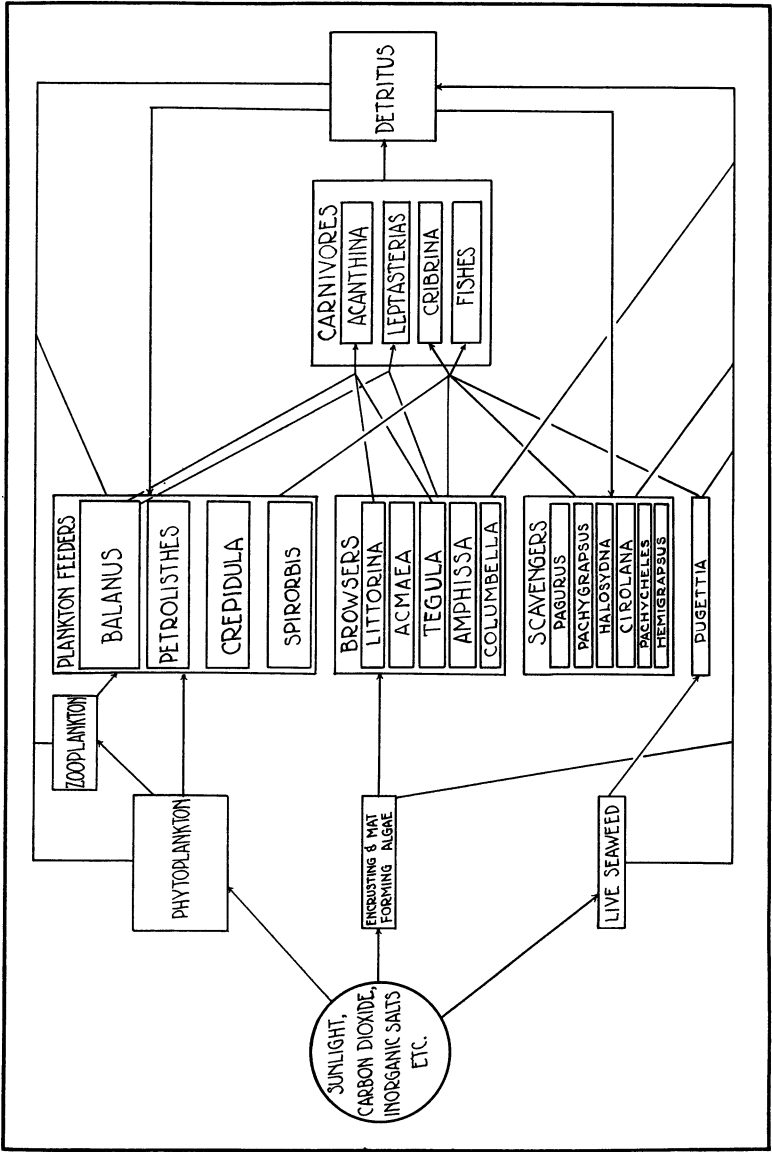 SUNLIGHT,
CARBON DIOXIDE,
INORGANIC SALTS
ETC.
PHYTOPLANKTON
ENCRUSTING & MAT
FORMING ALGAE
LIVE SEAWEED
ZOOPLANKTON
PLANKTON FEEDERS
BALANUS
PETROLISTHES
CREPIDULA
SPIRORBIS
BROWSERS
LITTORINA
ACMAEA
TEGULA
AMPHISSA
COLUMBELLA
SCAVENGERS
PAGURUS
PACHYGRAPSUS
HALOSYDNA
CIROLANA
PACHYCHELES
HEMIGRAPSUS
PUGETTIA
CARNIVORES
ACANTHINA
LEPTASTERIAS
CRIBRINA
FISHES
DETRITUS